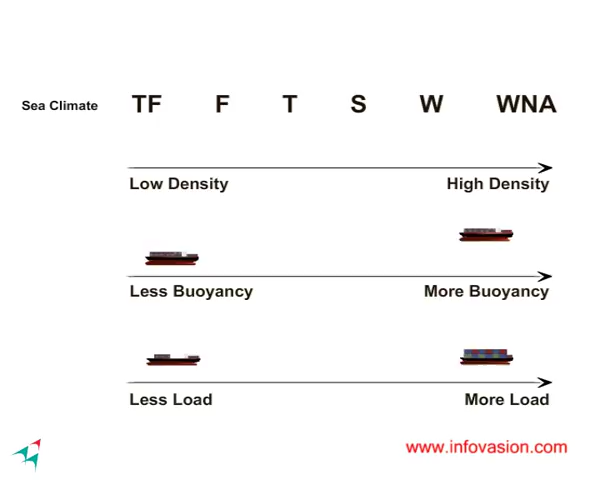 Sea Climate TF F T S W WNA
Low Density High Density
Less Buoyancy More Buoyancy
Less Load More Load
www.infovasion.com